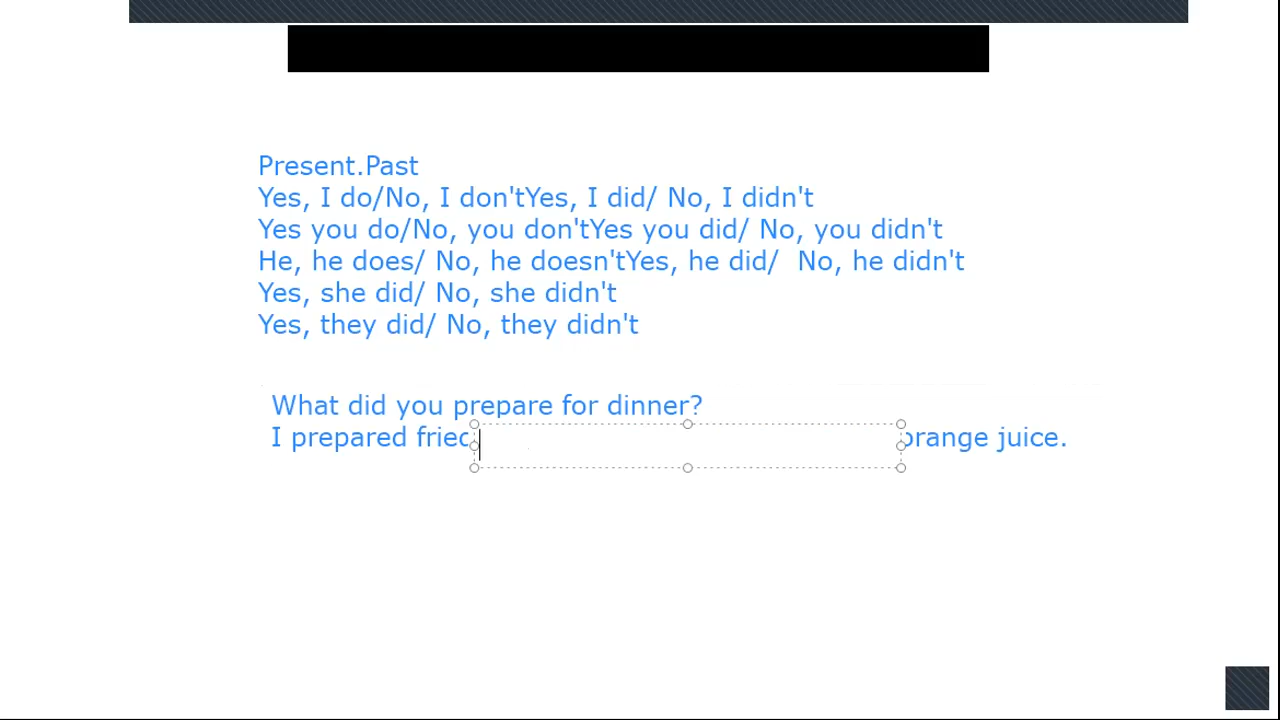 Present.Past
Yes, I do/No, I don'tYes, I did/ No, I didn't
Yes you do/No, you don'tYes you did/ No, you didn't
He, he does/ No, he doesn'tYes, he did/  No, he didn't
Yes, she did/ No, she didn't
Yes, they did/ No, they didn't
What did you prepare for dinner?
I prepared orange juice.